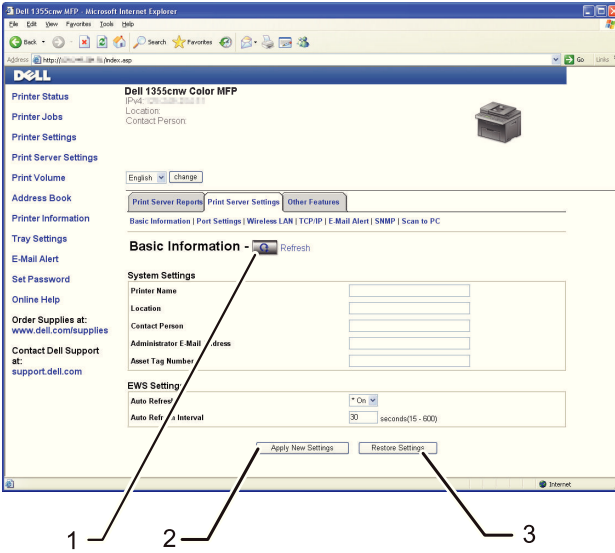 Dell 1355cnw MFP - Microsoft Internet Explorer
File Edit View Favorites Tools Help
Back Search Favorites
Address http:// /index.asp Go Links
DELL
Dell 1355cnw Color MFP
IPv4:
Location:
Contact Person:
Printer Status
Printer Jobs
Printer Settings
Print Server Settings
Print Volume
Address Book
Printer Information
Tray Settings
E-Mail Alert
Set Password
Online Help
Order Supplies at:
www.dell.com/supplies
Contact Dell Support
at:
support.dell.com
English change
Print Server Reports Print Server Settings Other Features
Basic Information | Port Settings | Wireless LAN | TCP/IP | E-Mail Alert | SNMP | Scan to PC
Basic Information - Refresh
System Settings
Printer Name
Location
Contact Person
Administrator E-Mail dress
Asset Tag Number
EWS Settings
Auto Refresh * On
Auto Refresh Interval 30 seconds(15 - 600)
Apply New Settings Restore Settings
Internet
1 2 3